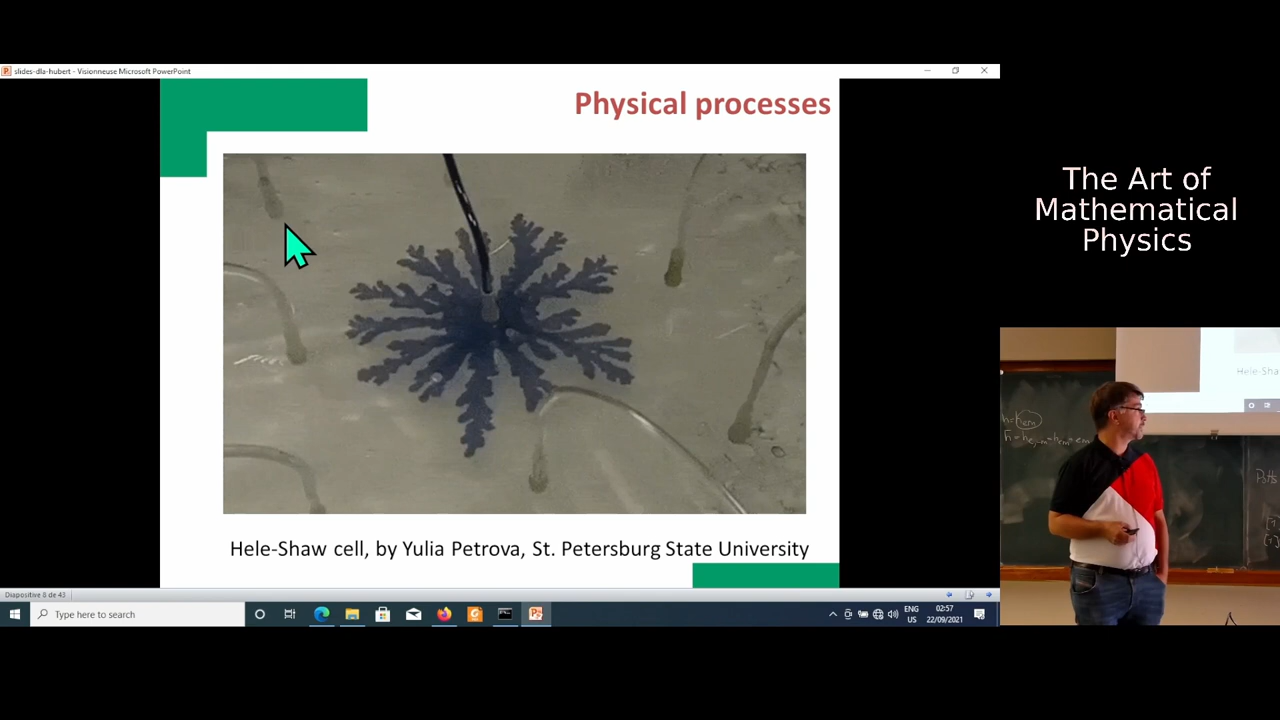 slides-dla-hubert - Visionneuse Microsoft PowerPoint
Physical processes
Hele-Shaw cell, by Yulia Petrova, St. Petersburg State University
Diapositive 8 de 43
Type here to search
ENG
US
02:57
22/09/2021
The Art of
Mathematical
Physics
Hele-Sha
Potts